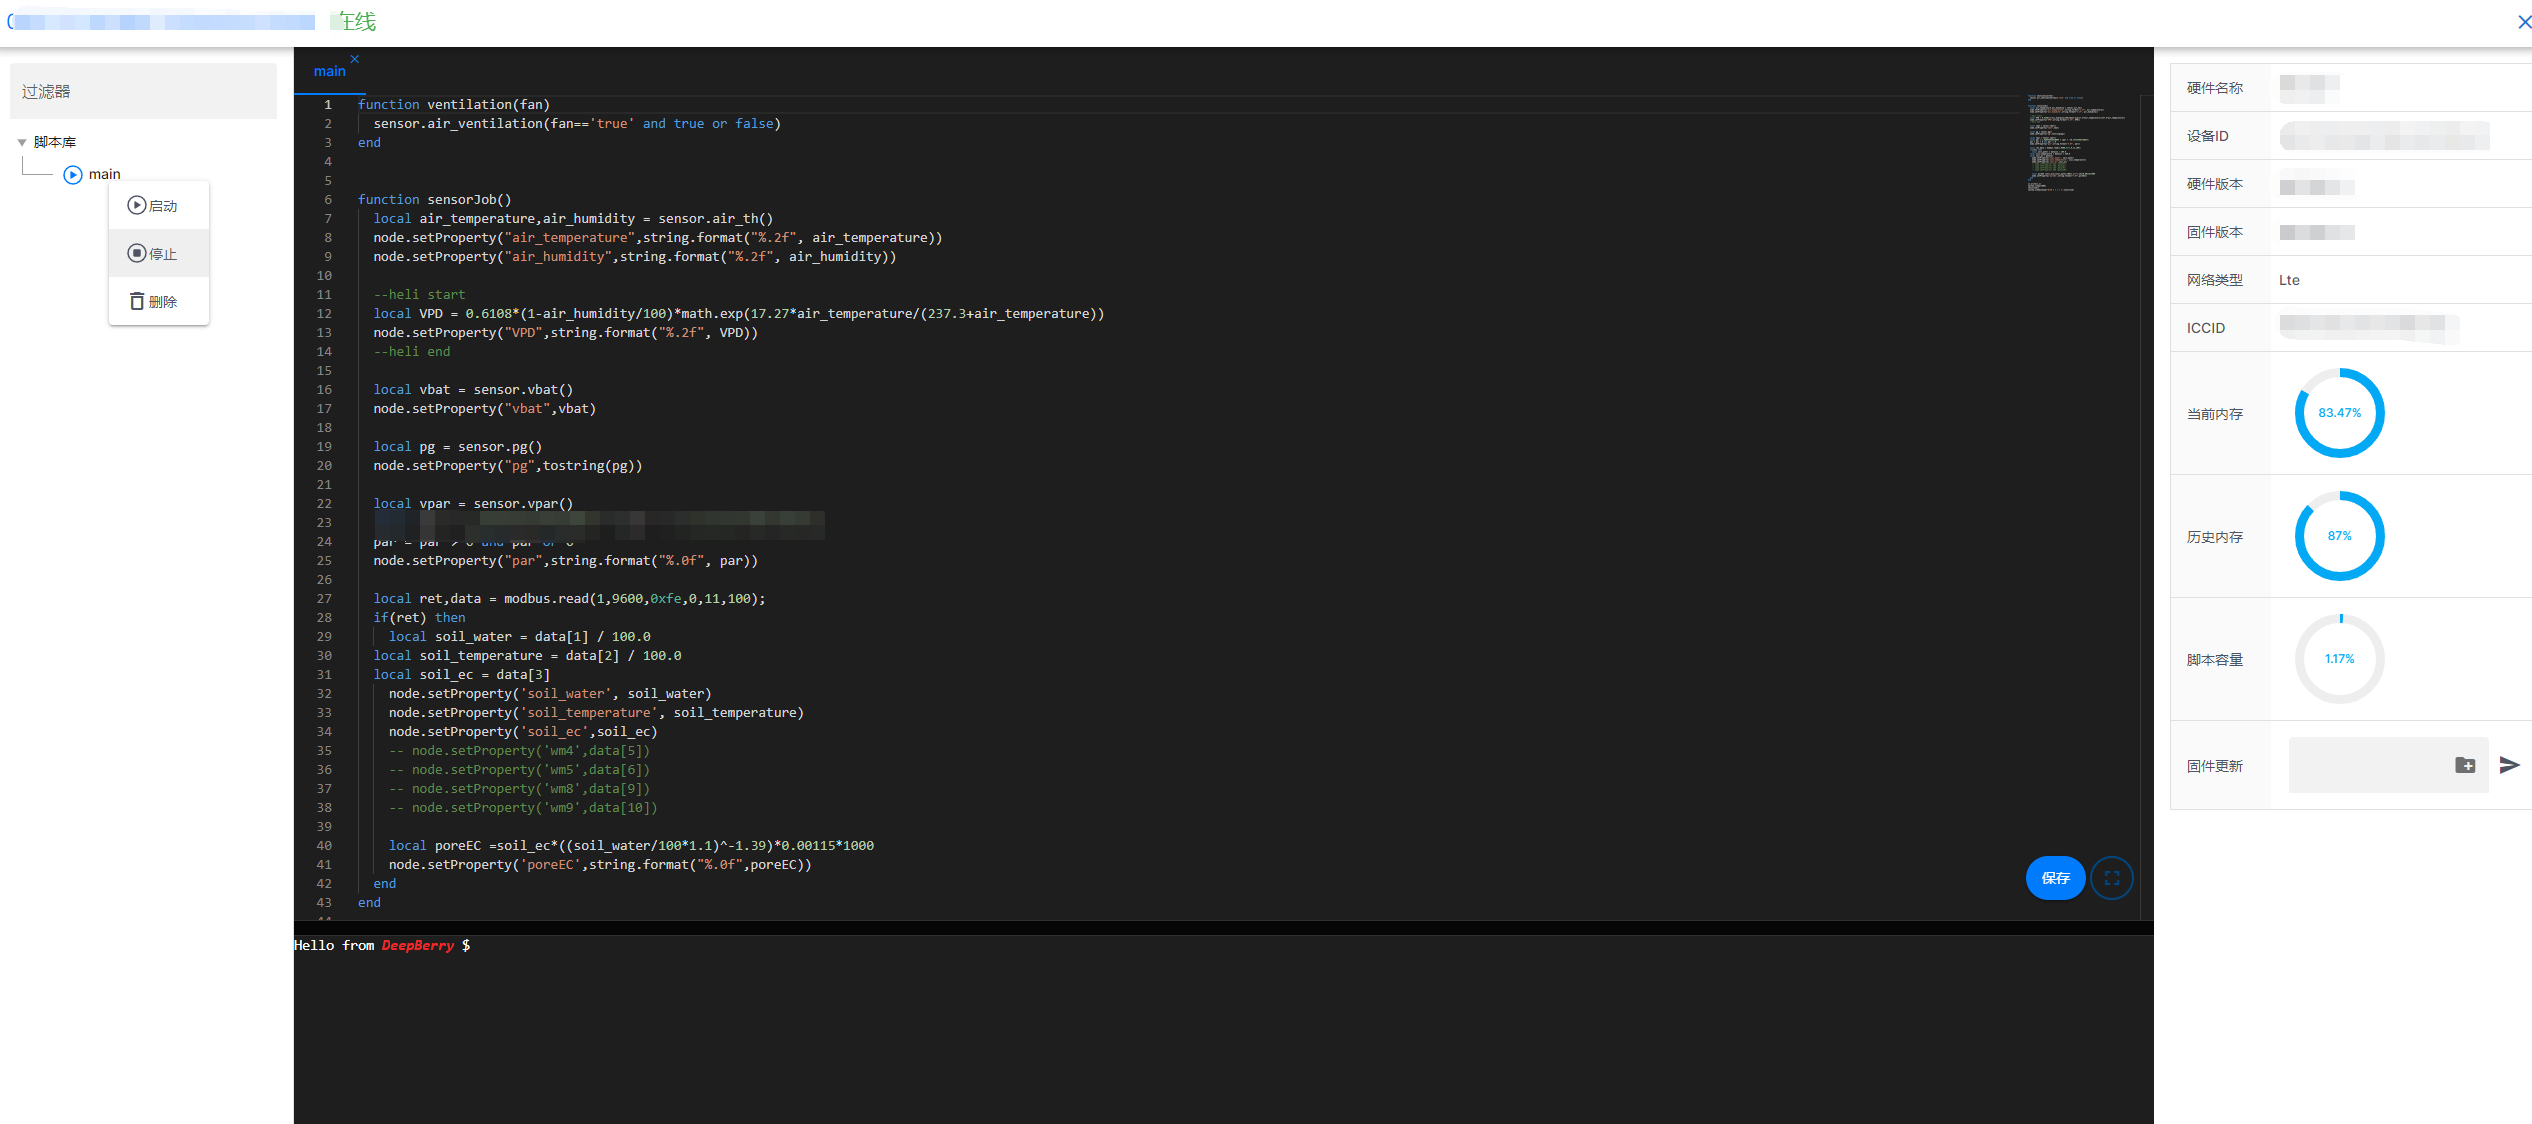 在线
过滤器
脚本库
main
启动
停止
删除
main
1 function ventilation(fan)
2 sensor.air_ventilation(fan=='true' and true or false)
3 end
4
5
6 function sensorJob()
7 local air_temperature,air_humidity = sensor.air_th()
8 node.setProperty("air_temperature",string.format("%.2f", air_temperature))
9 node.setProperty("air_humidity",string.format("%.2f", air_humidity))
10
11 --heli start
12 local VPD = 0.6108*(1-air_humidity/100)*math.exp(17.27*air_temperature/(237.3+air_temperature))
13 node.setProperty("VPD",string.format("%.2f", VPD))
14 --heli end
15
16 local vbat = sensor.vbat()
17 node.setProperty("vbat",vbat)
18
19 local pg = sensor.pg()
20 node.setProperty("pg",tostring(pg))
21
22 local vpar = sensor.vpar()
23
24 par = par > 0 and par or 0
25 node.setProperty("par",string.format("%.0f", par))
26
27 local ret,data = modbus.read(1,9600,0xfe,0,11,100);
28 if(ret) then
29 local soil_water = data[1] / 100.0
30 local soil_temperature = data[2] / 100.0
31 local soil_ec = data[3]
32 node.setProperty('soil_water', soil_water)
33 node.setProperty('soil_temperature', soil_temperature)
34 node.setProperty('soil_ec',soil_ec)
35 -- node.setProperty('wm4',data[5])
36 -- node.setProperty('wm5',data[6])
37 -- node.setProperty('wm8',data[9])
38 -- node.setProperty('wm9',data[10])
39
40 local poreEC =soil_ec*((soil_water/100*1.1)^-1.39)*0.00115*1000
41 node.setProperty('poreEC',string.format("%.0f",poreEC))
42 end
43 end
保存
Hello from DeepBerry $
硬件名称
设备ID
硬件版本
固件版本
网络类型 Lte
ICCID
当前内存 83.47%
历史内存 87%
脚本容量 1.17%
固件更新